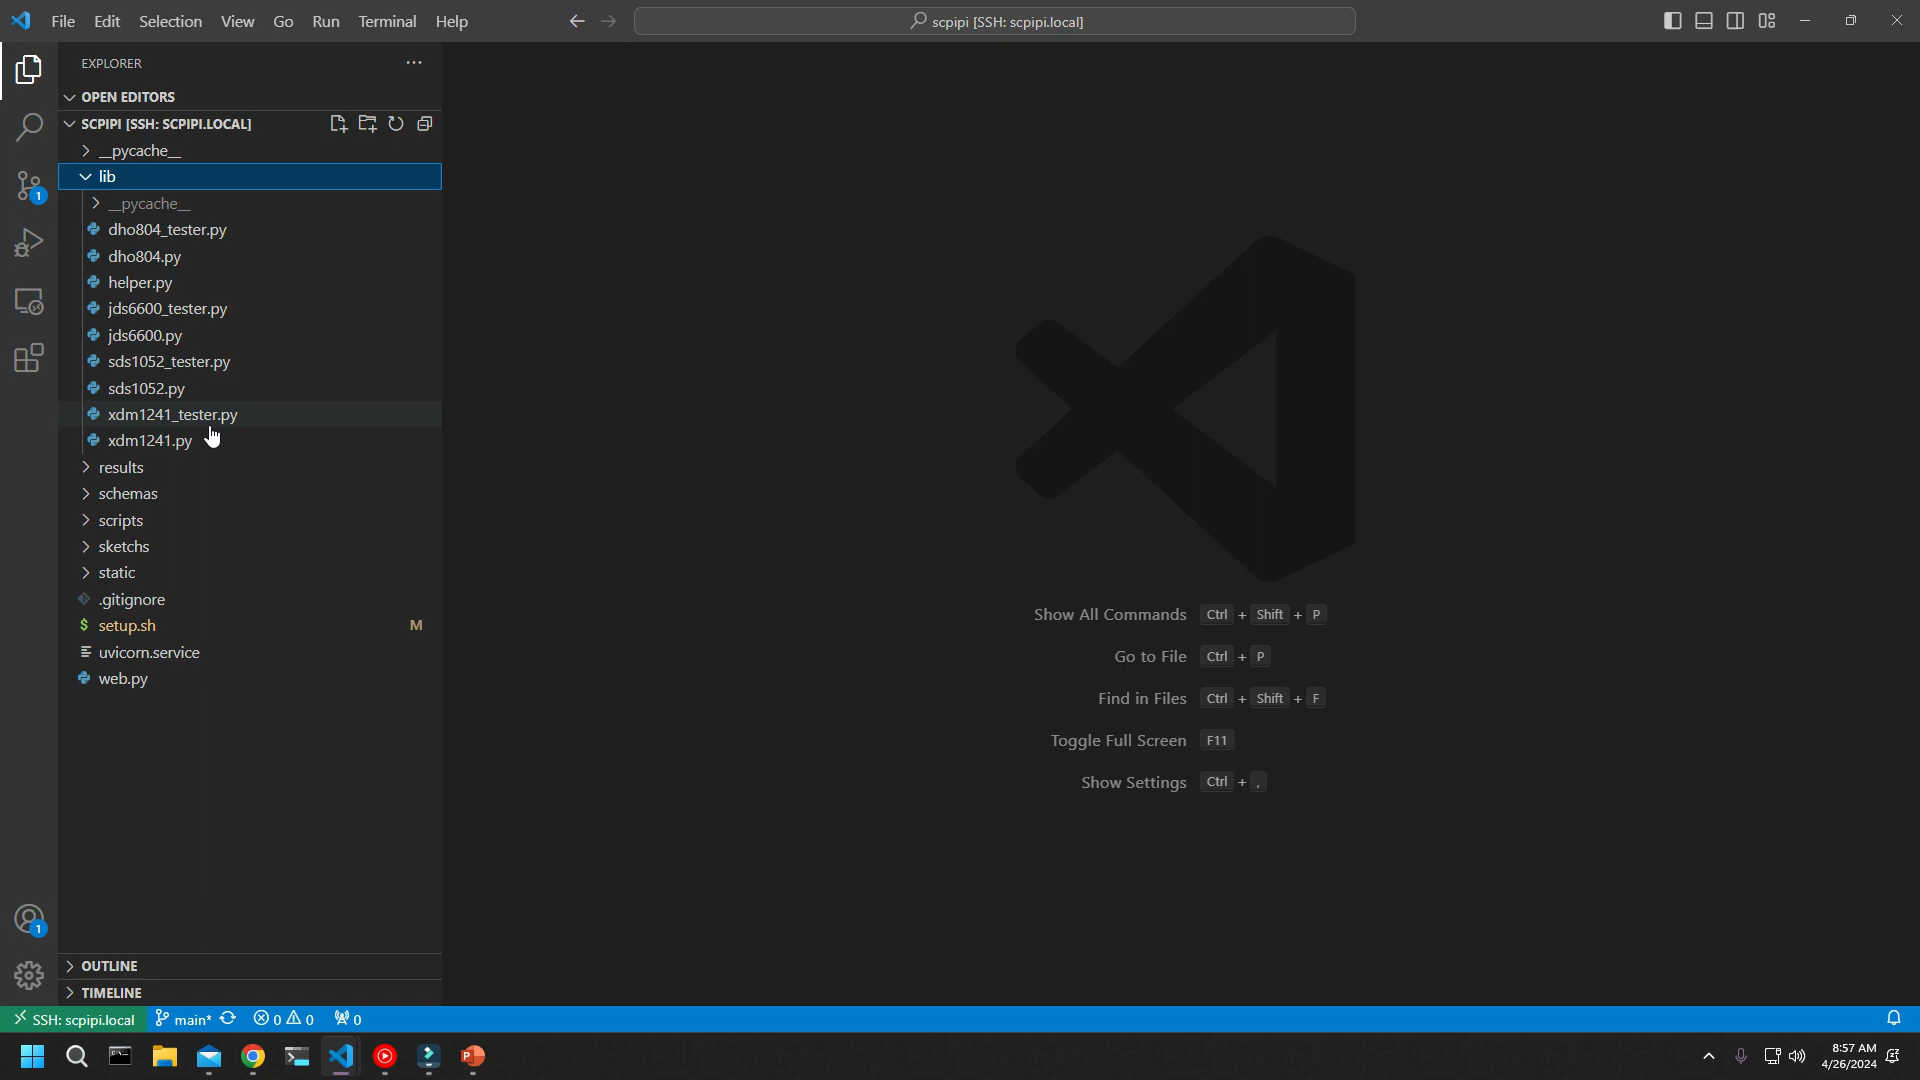 File Edit Selection View Go Run Terminal Help
scpipi [SSH: scpipi.local]
EXPLORER
OPEN EDITORS
SCPIPI [SSH: SCPIPI.LOCAL]
__pycache__
lib
__pycache__
dho804_tester.py
dho804.py
helper.py
jds6600_tester.py
jds6600.py
sds1052_tester.py
sds1052.py
xdm1241_tester.py
xdm1241.py
results
schemas
scripts
sketchs
static
.gitignore
$ setup.sh M
uvicorn.service
web.py
1
1
Show All Commands Ctrl + Shift + P
Go to File Ctrl + P
Find in Files Ctrl + Shift + F
Toggle Full Screen F11
Show Settings Ctrl + ,
OUTLINE
TIMELINE
SSH: scpipi.local main* 0 0 0
8:57 AM
4/26/2024